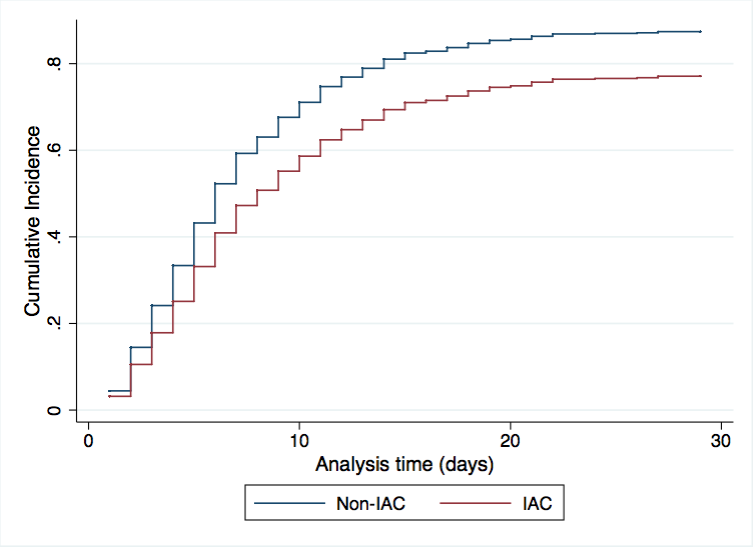 Cumulative Incidence
.8
.6
.4
.2
0
0 10 20 30
Analysis time (days)
Non-IAC IAC